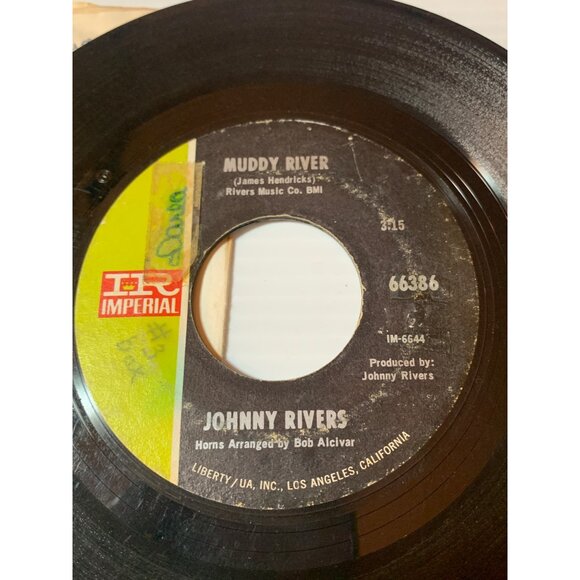 MUDDY RIVER
(James Hendricks)
Rivers Music Co. BMI
3:15
IR
IMPERIAL
66386
IM-6644
Produced by:
Johnny Rivers
#3
JOHNNY RIVERS
Horns Arranged by Bob Alcivar
LIBERTY/UA, INC., LOS ANGELES, CALIFORNIA